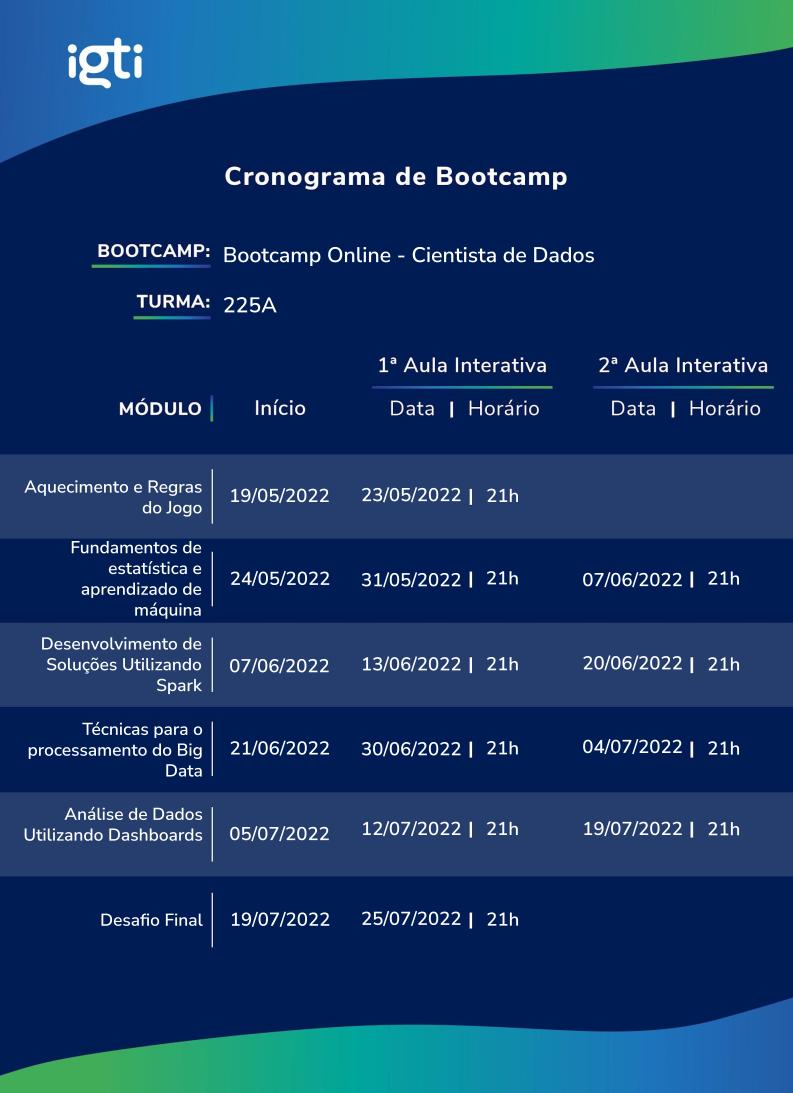 igti
Cronograma de Bootcamp
BOOTCAMP: Bootcamp Online - Cientista de Dados
TURMA: 225A
1ª Aula Interativa 2ª Aula Interativa
MÓDULO Início Data | Horário Data | Horário
Aquecimento e Regras
do Jogo
19/05/2022 23/05/2022 | 21h
Fundamentos de
estatística e
aprendizado de
máquina
24/05/2022 31/05/2022 | 21h 07/06/2022 | 21h
Desenvolvimento de
Soluções Utilizando
Spark
07/06/2022 13/06/2022 | 21h 20/06/2022 | 21h
Técnicas para o
processamento do Big
Data
21/06/2022 30/06/2022 | 21h 04/07/2022 | 21h
Análise de Dados
Utilizando Dashboards
05/07/2022 12/07/2022 | 21h 19/07/2022 | 21h
Desafio Final 19/07/2022 25/07/2022 | 21h